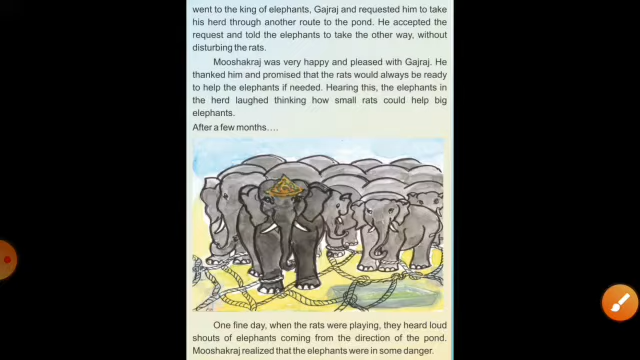 went to the king of elephants, Gajraj and requested him to take
his herd through another route to the pond. He accepted the
request and told the elephants to take the other way, without
disturbing the rats.
Mooshakraj was very happy and pleased with Gajraj. He
thanked him and promised that the rats would always be ready
to help the elephants if needed. Hearing this, the elephants in
the herd laughed thinking how small rats could help big
elephants.
After a few months....
One fine day, when the rats were playing, they heard loud
shouts of elephants coming from the direction of the pond.
Mooshakraj realized that the elephants were in some danger.